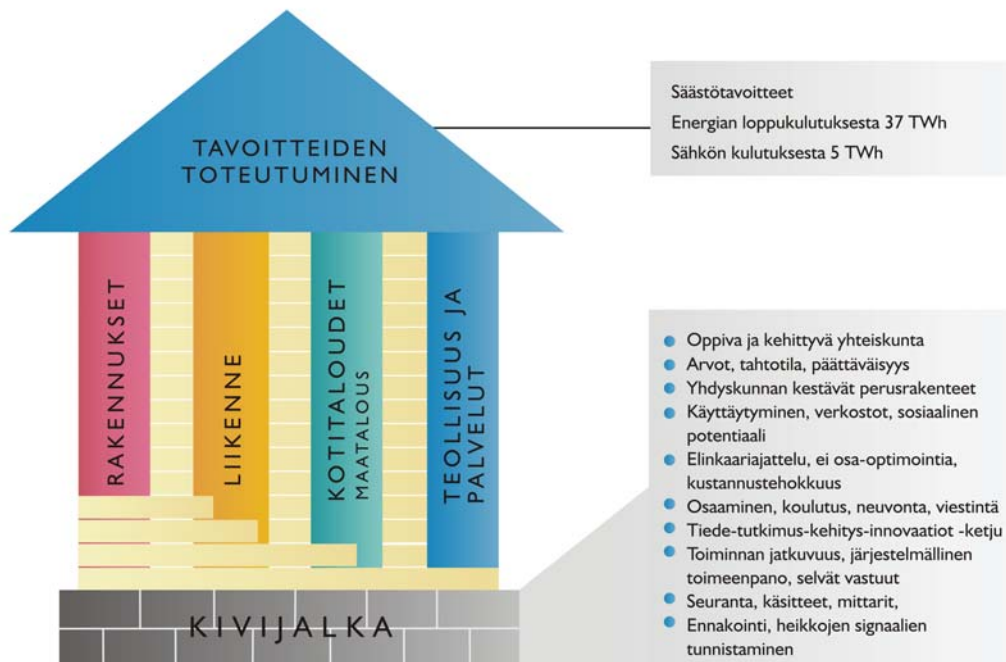 TAVOITTEIDEN
TOTEUTUMINEN
Säästötavoitteet
Energian loppukulutuksesta 37 TWh
Sähkön kulutuksesta 5 TWh
RAKENNUKSET
LIIKENNE
KOTITALOUDET
MAATALOUS
TEOLLISUUS JA
PALVELUT
KIVIJALKA
Oppiva ja kehittyvä yhteiskunta
Arvot, tahtotila, päättäväisyys
Yhdyskunnan kestävät perusrakenteet
Käyttäytyminen, verkostot, sosiaalinen
potentiaali
Elinkaariajattelu, ei osa-optimointia,
kustannustehokkuus
Osaaminen, koulutus, neuvonta, viestintä
Tiede-tutkimus-kehitys-innovaatiot -ketju
Toiminnan jatkuvuus, järjestelmällinen
toimeenpano, selvät vastuut
Seuranta, käsitteet, mittarit,
Ennakointi, heikkojen signaalien
tunnistaminen